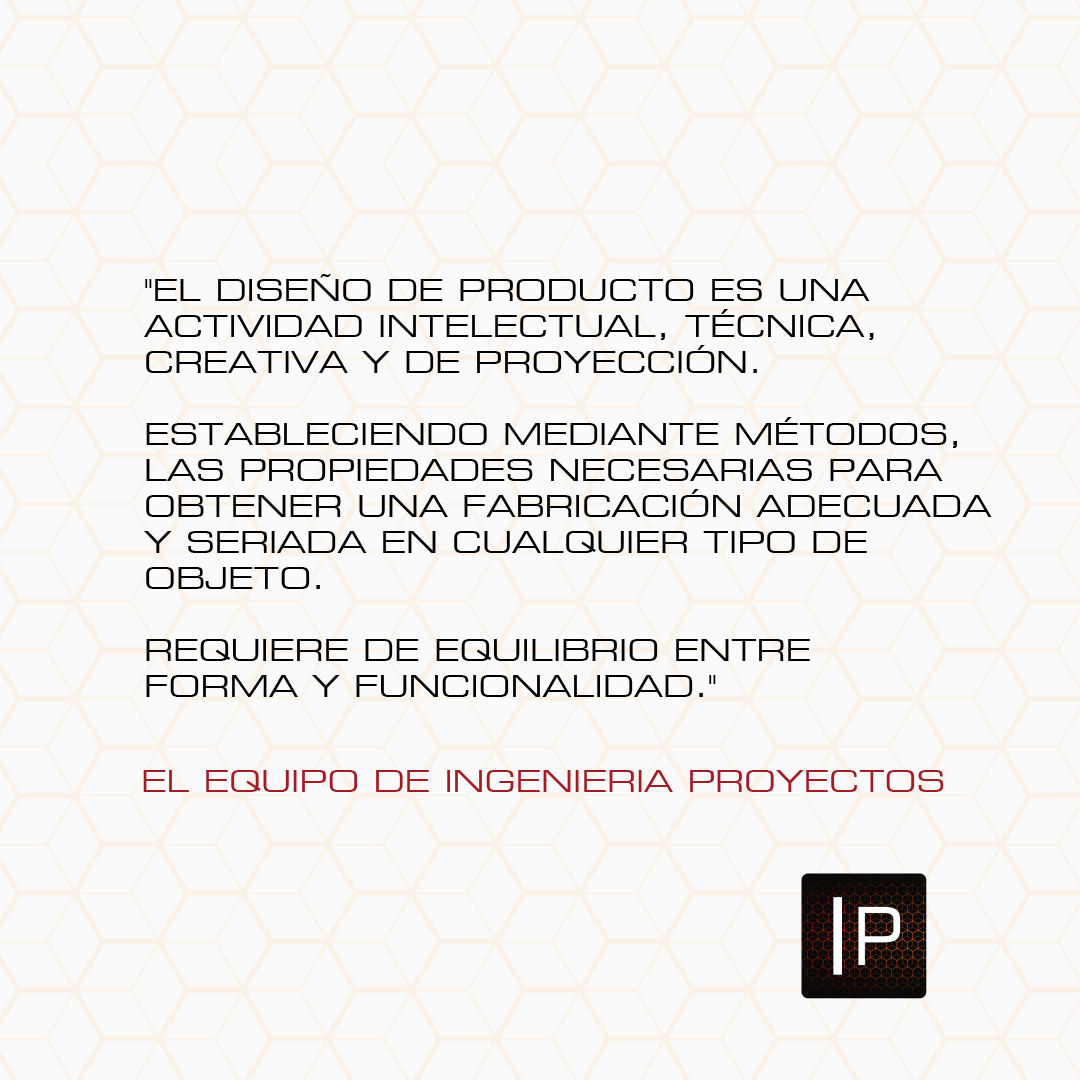 "EL DISEÑO DE PRODUCTO ES UNA
ACTIVIDAD INTELECTUAL, TÉCNICA,
CREATIVA Y DE PROYECCIÓN.
ESTABLECIENDO MEDIANTE MÉTODOS,
LAS PROPIEDADES NECESARIAS PARA
OBTENER UNA FABRICACIÓN ADECUADA
Y SERIADA EN CUALQUIER TIPO DE
OBJETO.
REQUIERE DE EQUILIBRIO ENTRE
FORMA Y FUNCIONALIDAD."
EL EQUIPO DE INGENIERIA PROYECTOS
IP